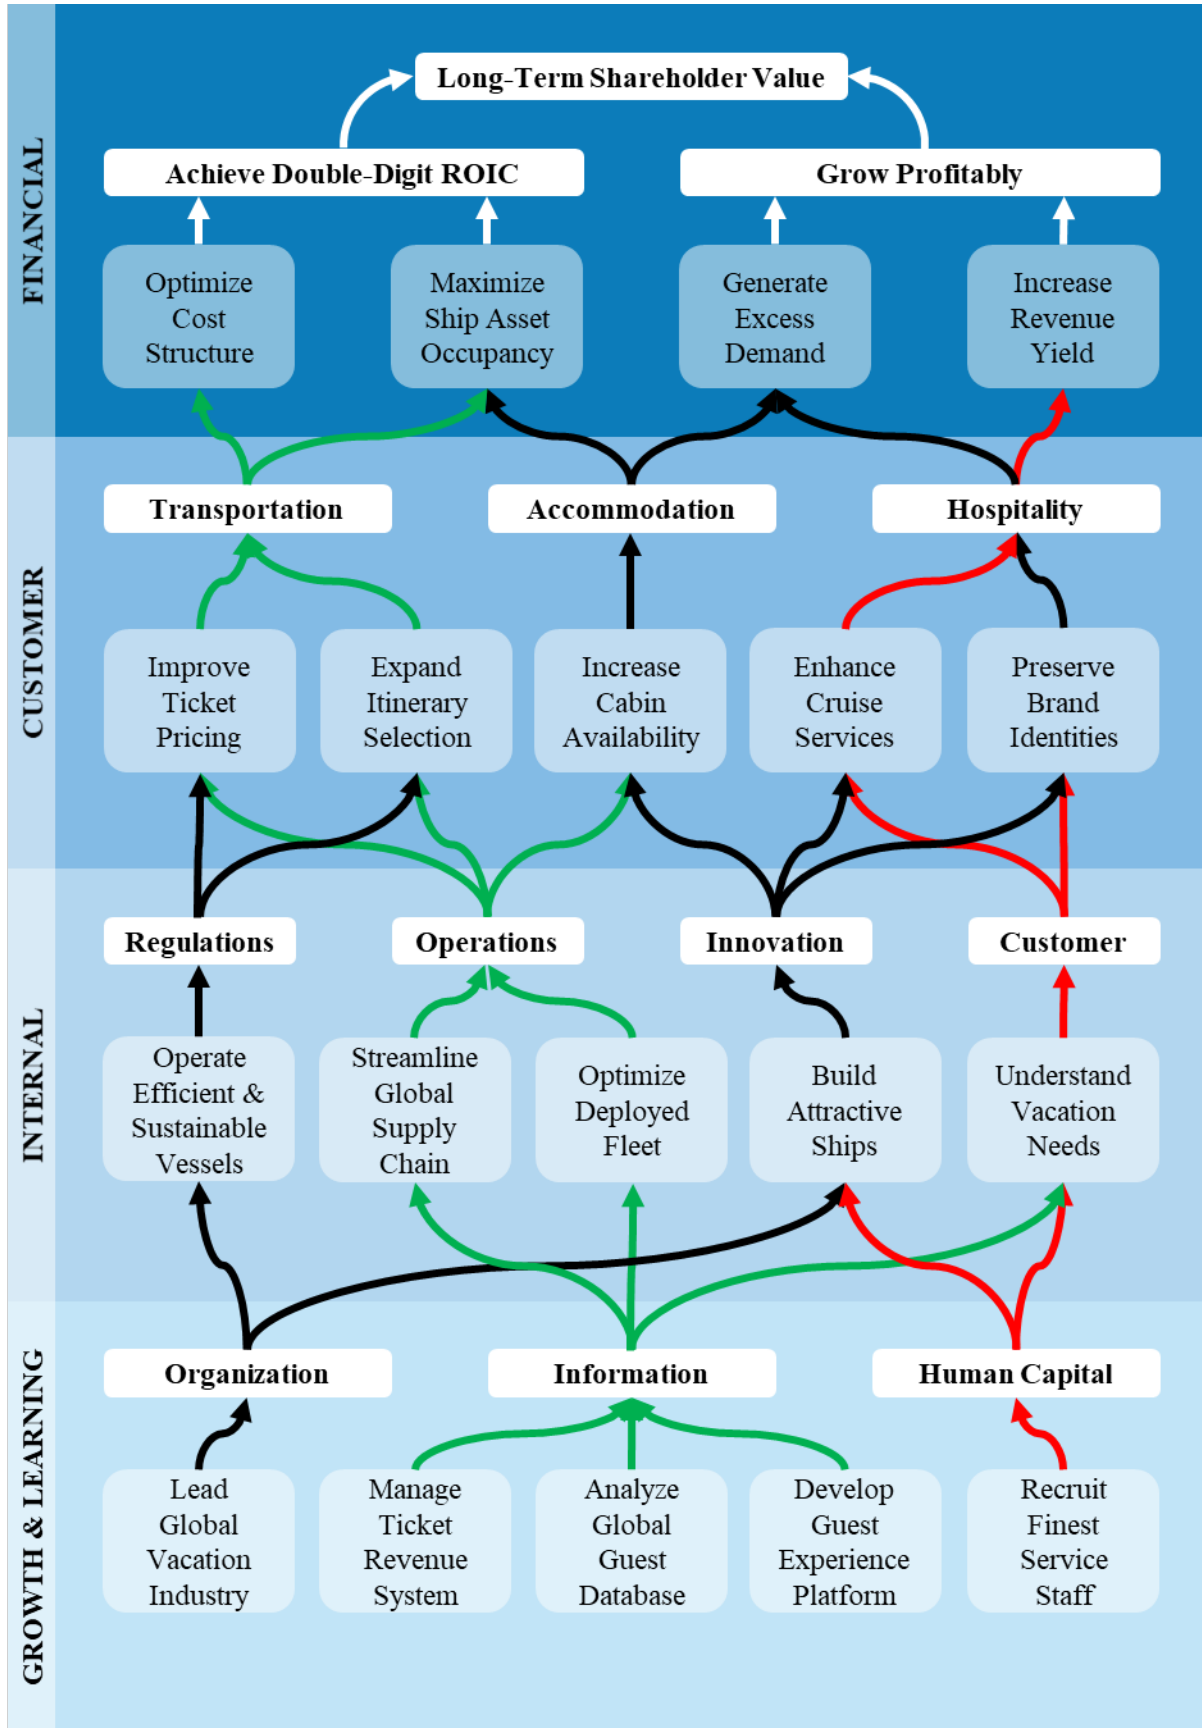 FINANCIAL
Long-Term Shareholder Value
Achieve Double-Digit ROIC
Grow Profitably
Optimize
Cost
Structure
Maximize
Ship Asset
Occupancy
Generate
Excess
Demand
Increase
Revenue
Yield
CUSTOMER
Transportation
Accommodation
Hospitality
Improve
Ticket
Pricing
Expand
Itinerary
Selection
Increase
Cabin
Availability
Enhance
Cruise
Services
Preserve
Brand
Identities
INTERNAL
Regulations
Operations
Innovation
Customer
Operate
Efficient &
Sustainable
Vessels
Streamline
Global
Supply
Chain
Optimize
Deployed
Fleet
Build
Attractive
Ships
Understand
Vacation
Needs
GROWTH & LEARNING
Organization
Information
Human Capital
Lead
Global
Vacation
Industry
Manage
Ticket
Revenue
System
Analyze
Global
Guest
Database
Develop
Guest
Experience
Platform
Recruit
Finest
Service
Staff